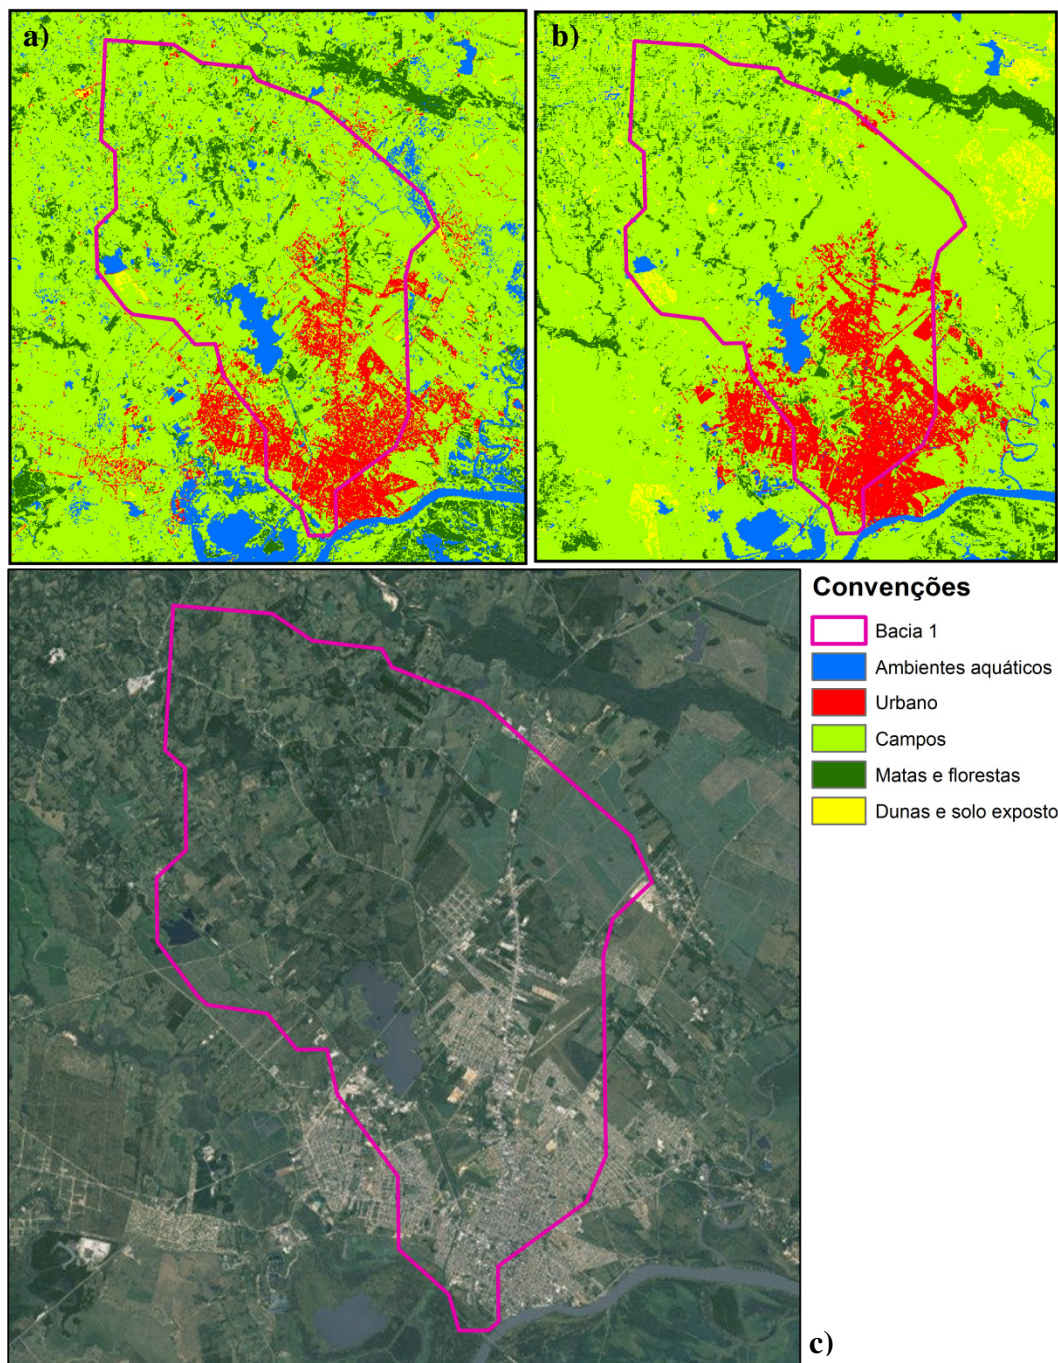 a)
b)
Convenções
Bacia 1
Ambientes aquáticos
Urbano
Campos
Matas e florestas
Dunas e solo exposto
c)